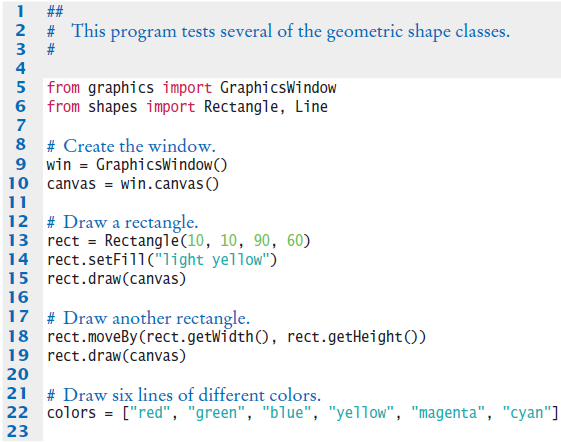 1 ##
2 # This program tests several of the geometric shape classes.
3 #
4
5 from graphics import GraphicsWindow
6 from shapes import Rectangle, Line
7
8 # Create the window.
9 win = GraphicsWindow()
10 canvas = win.canvas()
11
12 # Draw a rectangle.
13 rect = Rectangle(10, 10, 90, 60)
14 rect.setFill("light yellow")
15 rect.draw(canvas)
16
17 # Draw another rectangle.
18 rect.moveBy(rect.getWidth(), rect.getHeight())
19 rect.draw(canvas)
20
21 # Draw six lines of different colors.
22 colors = ["red", "green", "blue", "yellow", "magenta", "cyan"]
23